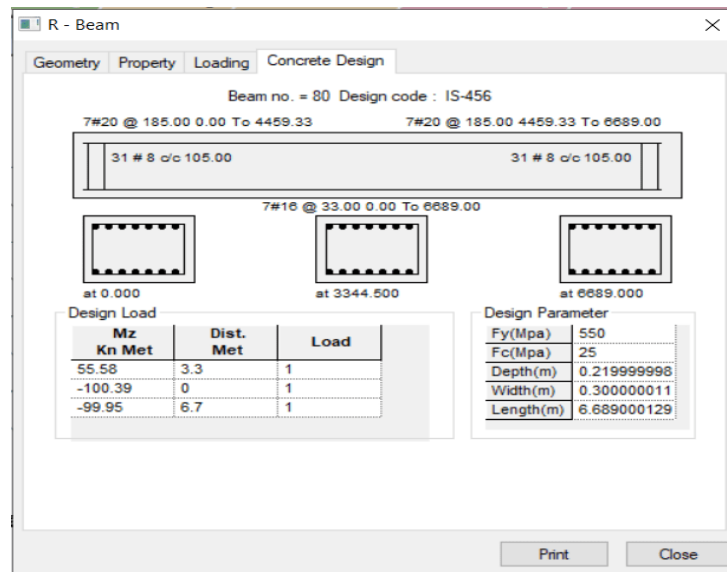 R - Beam
Geometry Property Loading Concrete Design
Beam no. = 80 Design code : IS-456
7#20 @ 185.00 0.00 To 4459.33 7#20 @ 185.00 4459.33 To 6689.00
31 # 8 c/c 105.00 31 # 8 c/c 105.00
7#16 @ 33.00 0.00 To 6689.00
at 0.000 at 3344.500 at 6689.000
Design Load Design Parameter
Mz Kn Met Dist. Met Load
55.58 3.3 1
-100.39 0 1
-99.95 6.7 1
Fy(Mpa) 550
Fc(Mpa) 25
Depth(m) 0.219999998
Width(m) 0.300000011
Length(m) 6.689000129
Print Close